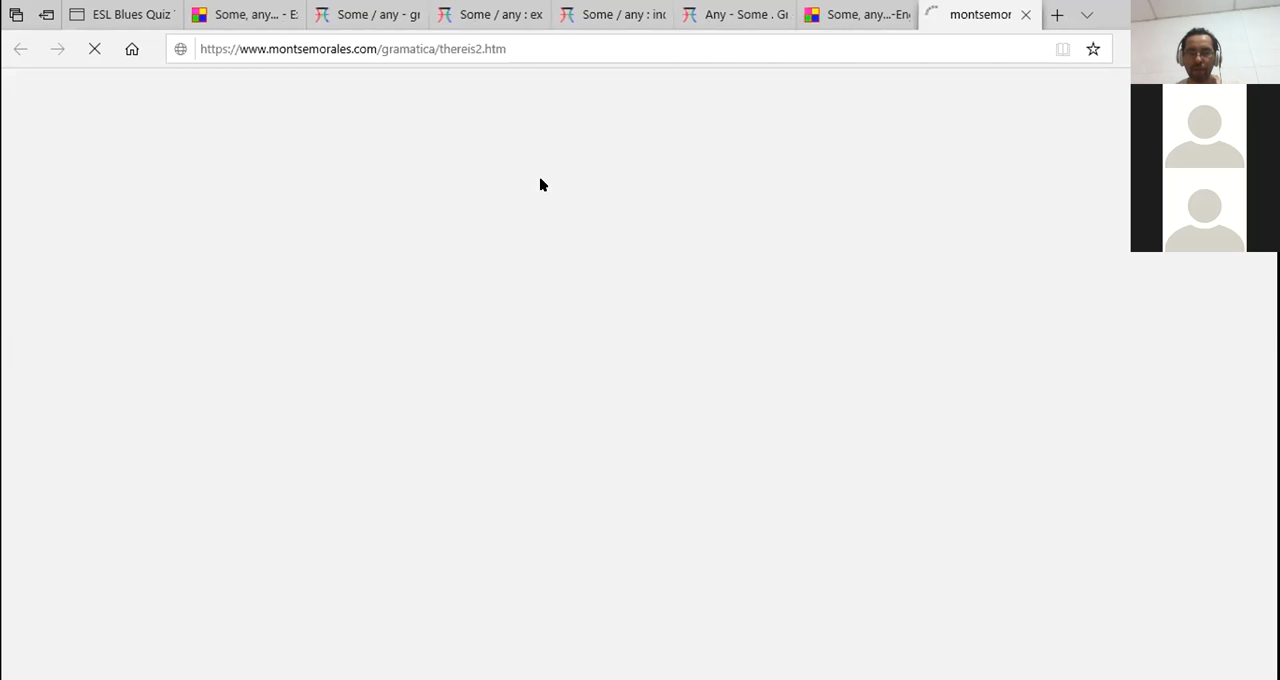 ESL Blues Quiz
Some, any... - E
Some / any - gr
Some / any : ex
Some / any : inc
Any - Some . Gr
Some, any...-Eng
montsemor
https://www.montsemorales.com/gramatica/thereis2.htm